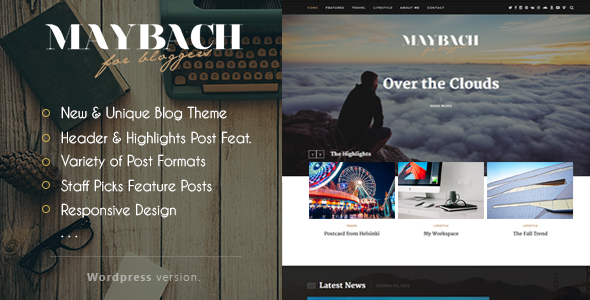 MAYBACH
for bloggers
New & Unique Blog Theme
Header & Highlights Post Feat.
Variety of Post Formats
Staff Picks Feature Posts
Responsive Design
...
Wordpress version.
HOME FEATURES TRAVEL LIFESTYLE ABOUT ME CONTACT
MAYBACH
Over the Clouds
READ MORE
The Highlights
TRAVEL
Postcard from Helsinki
LIFESTYLE
My Workspace
LIFESTYLE
The Fall Trend
Latest News